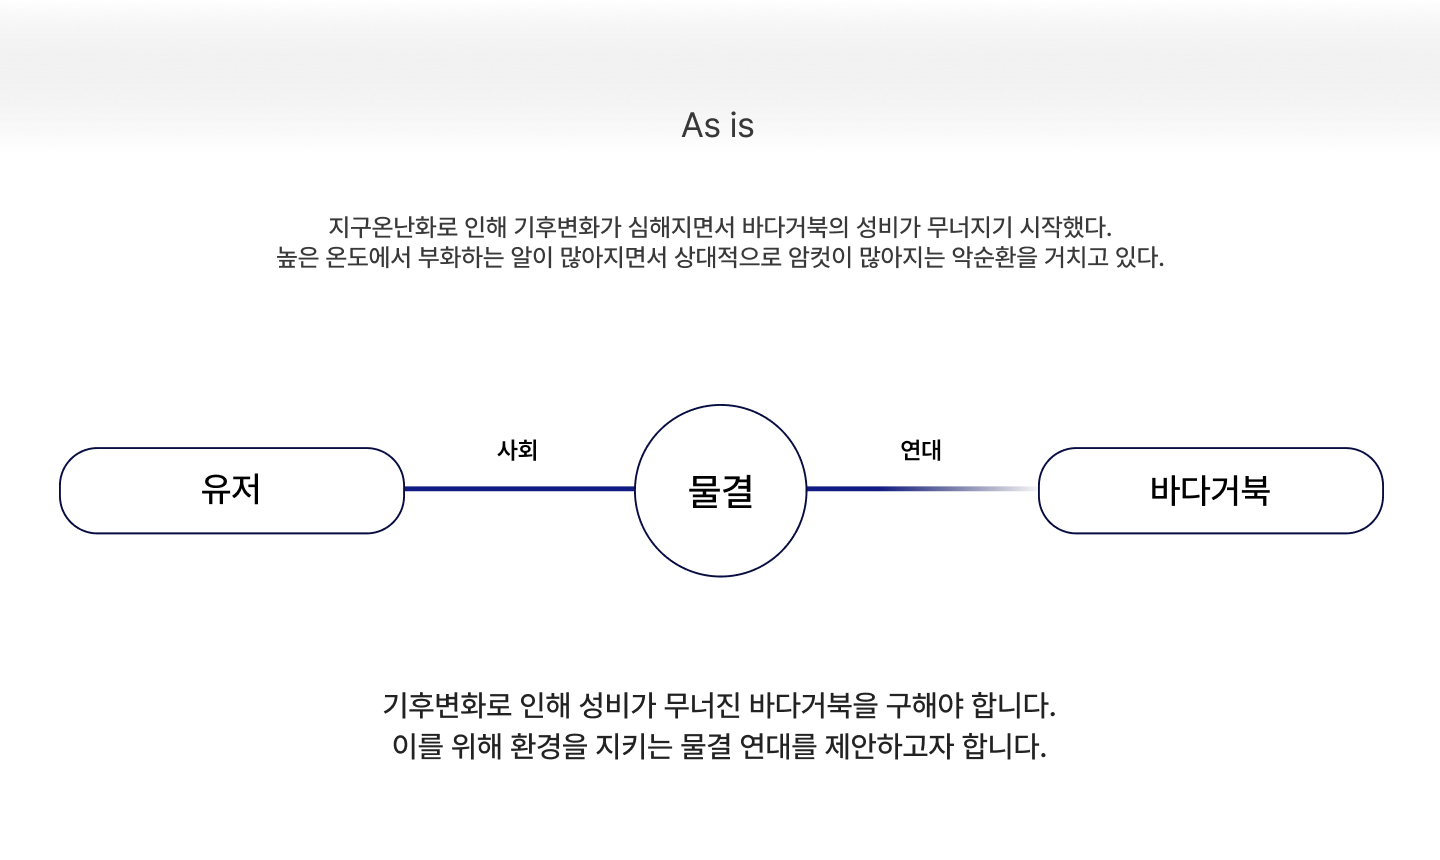 As is
지구온난화로 인해 기후변화가 심해지면서 바다거북의 성비가 무너지기 시작했다.
높은 온도에서 부화하는 알이 많아지면서 상대적으로 암컷이 많아지는 악순환을 거치고 있다.
사회
연대
유저
물결
바다거북
기후변화로 인해 성비가 무너진 바다거북을 구해야 합니다.
이를 위해 환경을 지키는 물결 연대를 제안하고자 합니다.